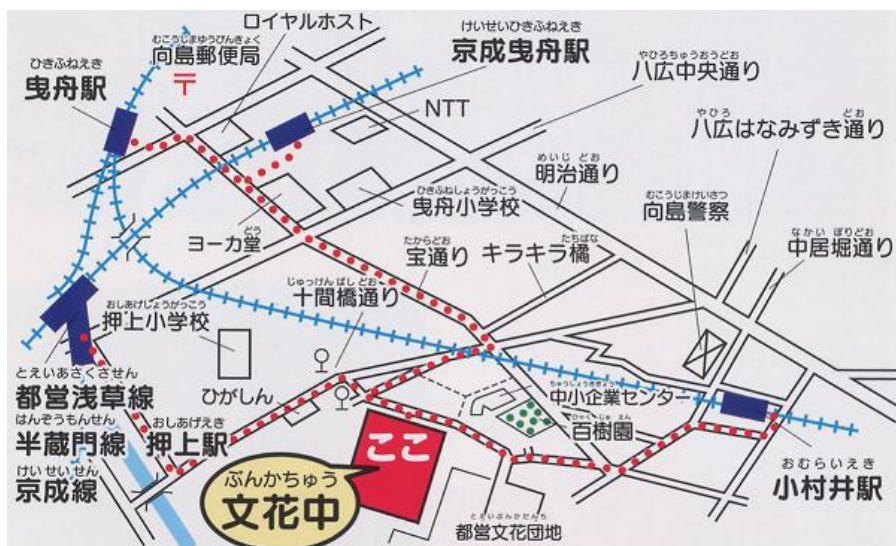 ロイヤルホスト
むこうじまゆうびんきょく
向島郵便局
〒
けいせいひきふねえき
京成曳舟駅
ひきふねえき
曳舟駅
やひろちゅうおうどお
八広中央通り
NTT
やひろ どお
八広はなみずき通り
めいじ どお
明治通り
ひきふねしょうがっこう
曳舟小学校
むこうじまけいさつ
向島警察
なかい ぼりどお
中居堀通り
ヨーカ堂
どう
たからどお
宝通り
たちばな
キラキラ橘
じゅっけんばし どお
十間橋通り
おしあげしょうがっこう
押上小学校
とえいあさくさせん
都営浅草線
ひがしん
ちゅうしょうきぎょう
中小企業センター
はんぞうもんせん
半蔵門線
おしあげえき
押上駅
ここ
ひゃくじゅ えん
百樹園
けいせいせん
京成線
ぶんかちゅう
文花中
おむらいえき
小村井駅
とえいぶんかだんち
都営文花団地